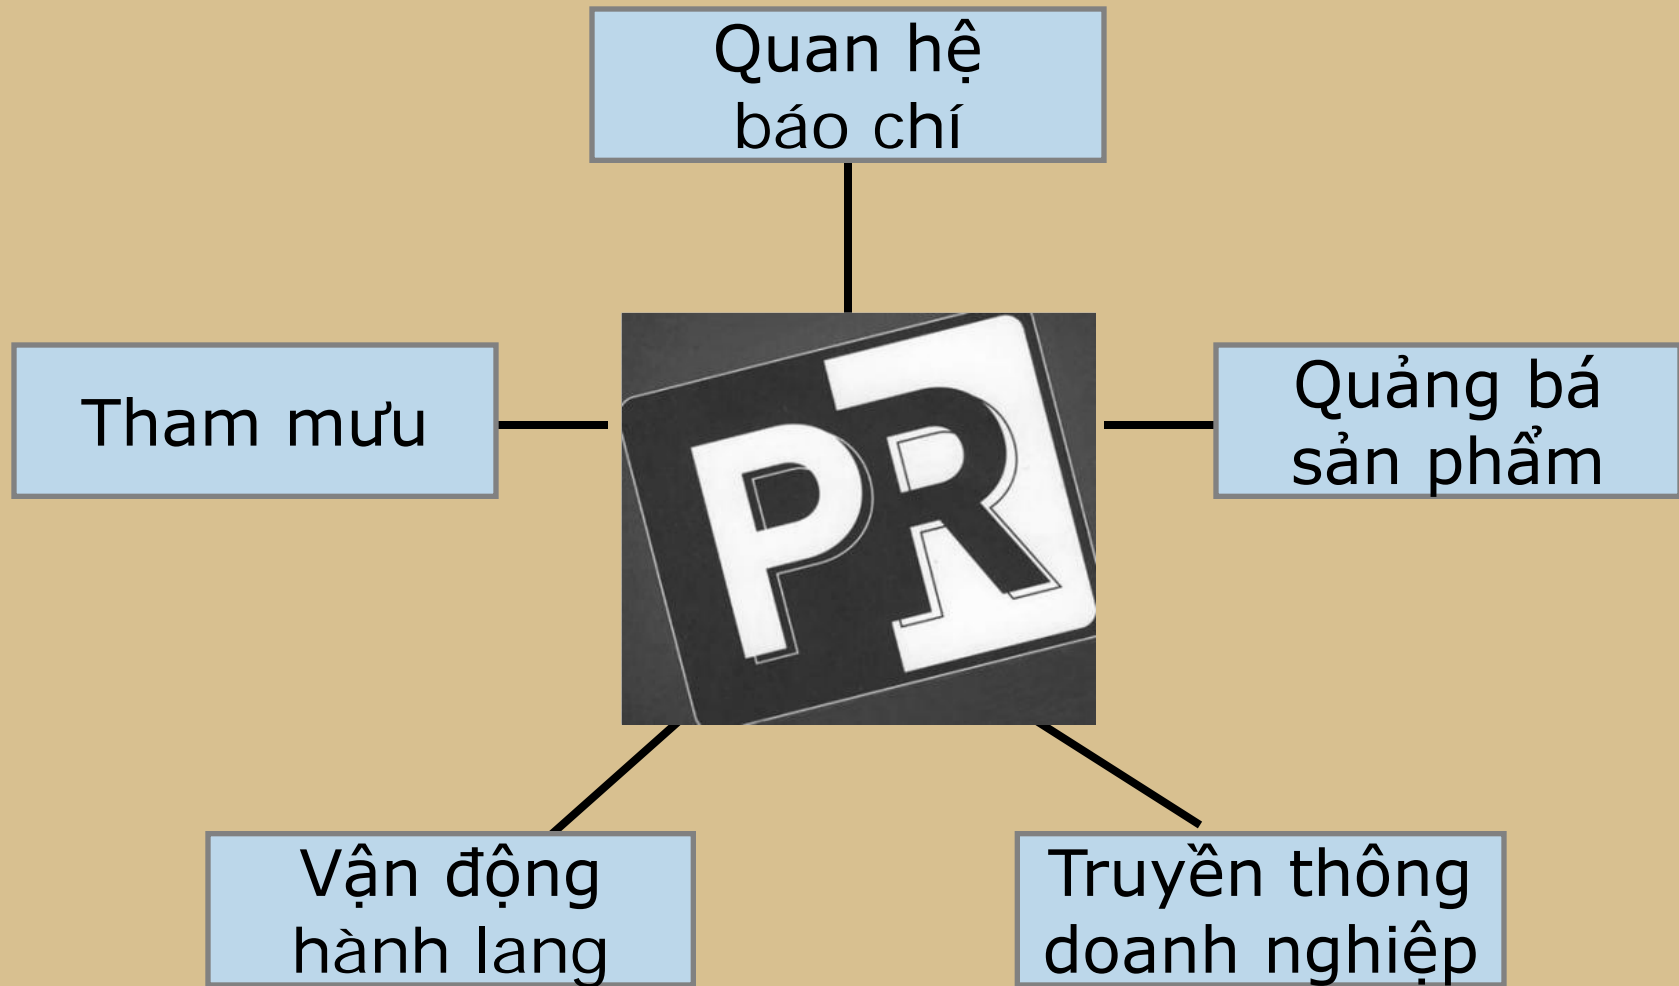 Quan hệ
báo chí
Tham mưu
PR
Quảng bá
sản phẩm
Vận động
hành lang
Truyền thông
doanh nghiệp